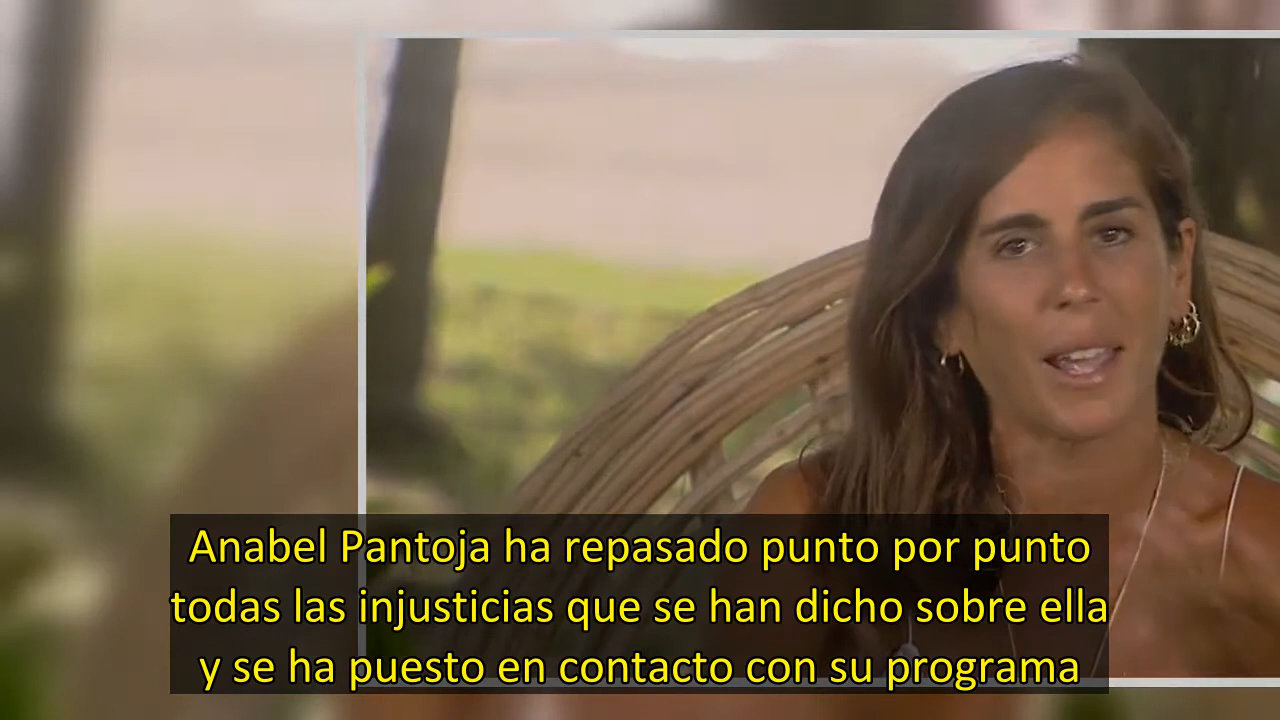 Anabel Pantoja ha repasado punto por punto
todas las injusticias que se han dicho sobre ella
y se ha puesto en contacto con su programa